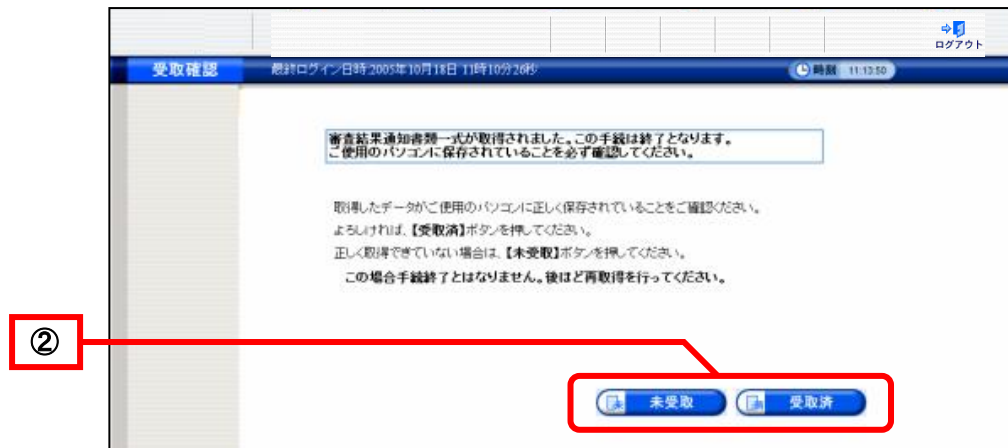 ログアウト
受取確認
最終ログイン日時:2005年10月18日 11時10分26秒
時刻 11:13:50
審査結果通知書類一式が取得されました。この手続は終了となります。
ご使用のパソコンに保存されていることを必ず確認してください。
取得したデータがご使用のパソコンに正しく保存されていることをご確認ください。
よろしければ、【受取済】ボタンを押してください。
正しく取得できていない場合は、【未受取】ボタンを押してください。
この場合手続終了とはなりません。後ほど再取得を行ってください。
②
未受取 受取済